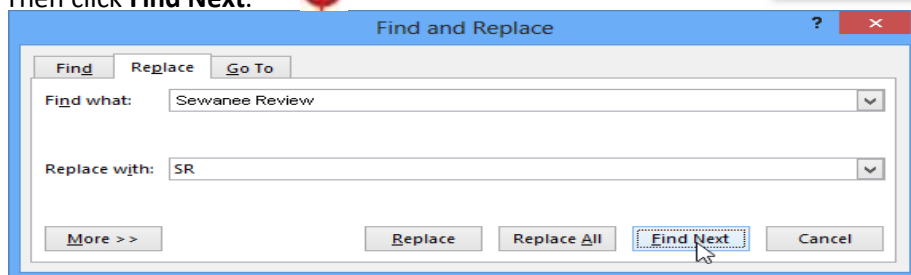 Then click Find Next.
Find and Replace ? ×
Find Replace Go To
Find what: Sewanee Review
Replace with: SR
More >> Replace Replace All Find Next Cancel